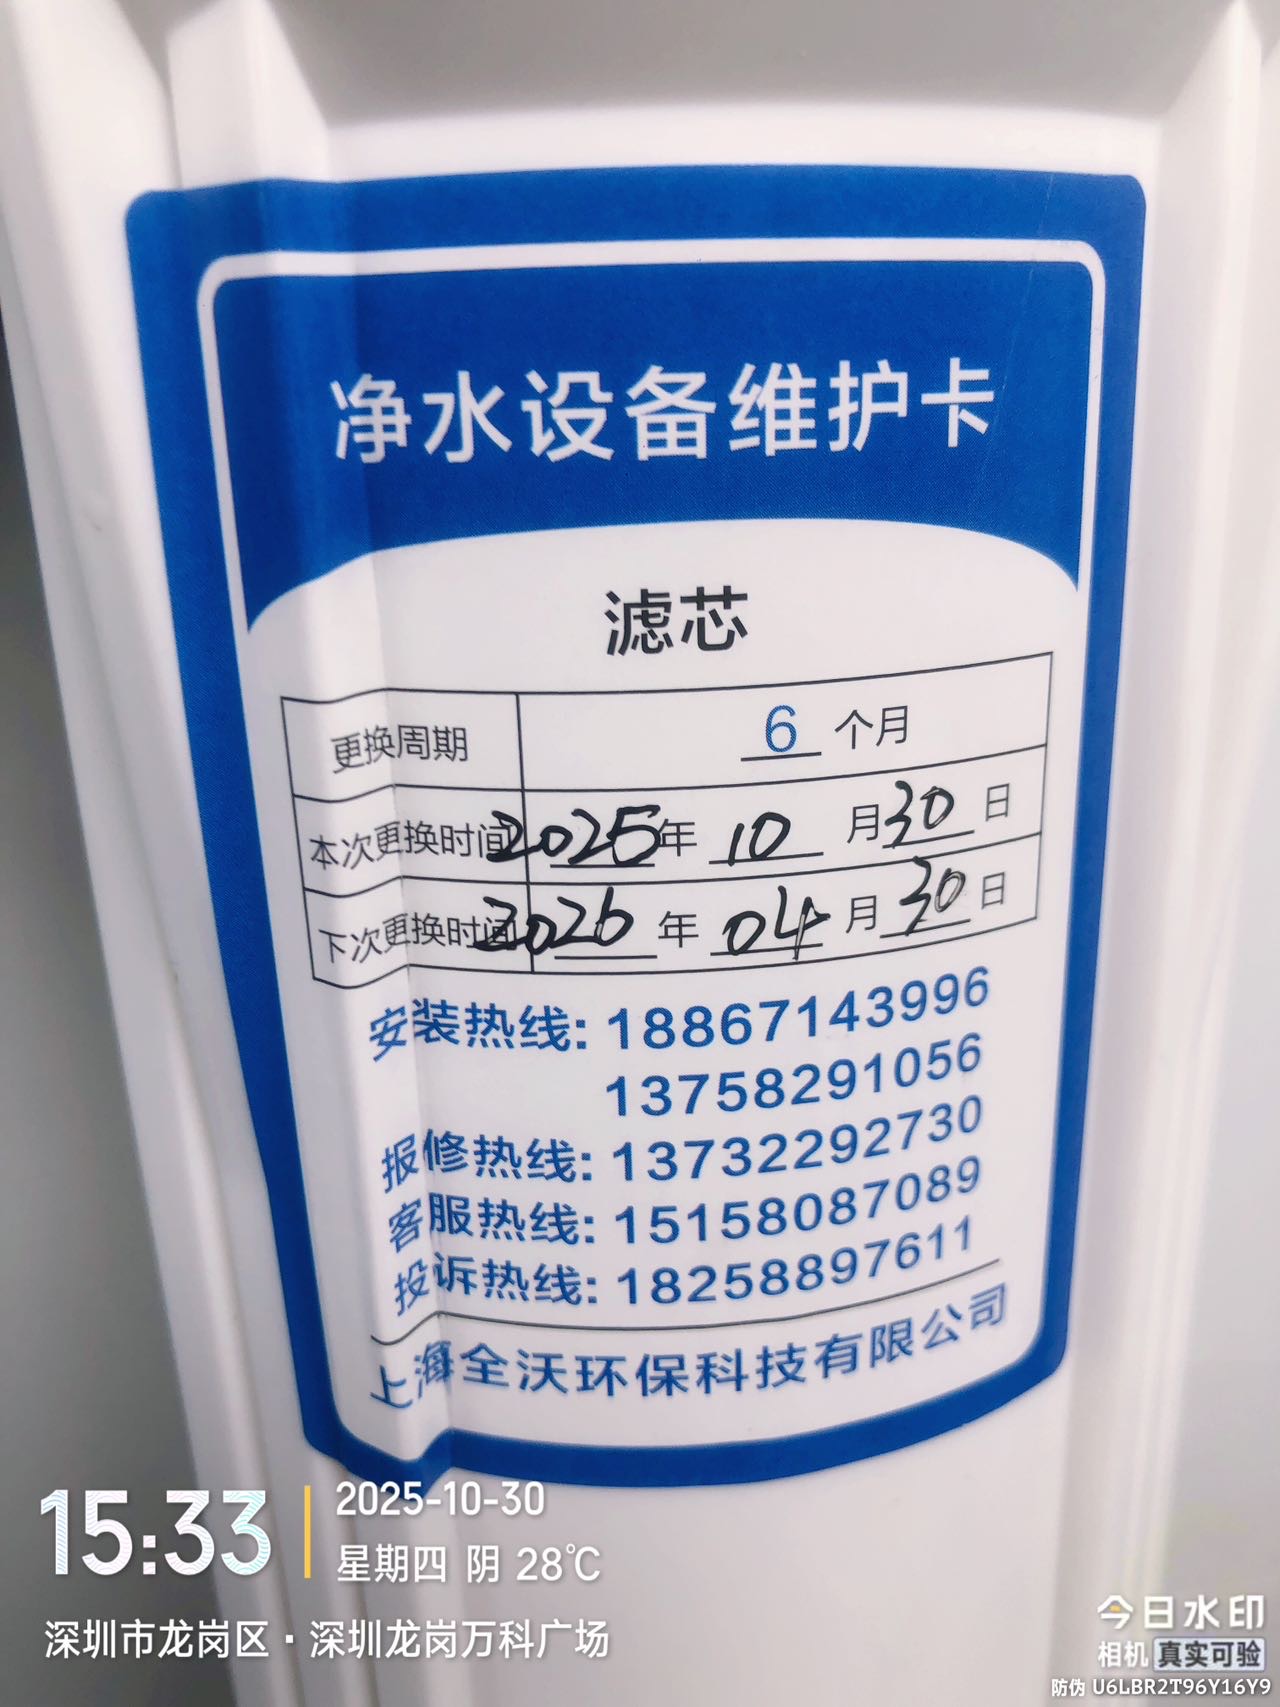 净水设备维护卡
滤芯
更换周期 6 个月
本次更换时间 2025年 10 月 30 日
下次更换时间 2026 年 04 月 30 日
安装热线: 18867143996
13758291056
报修热线: 13732292730
客服热线: 15158087089
投诉热线: 18258897611
上海全沃环保科技有限公司
15:33
2025-10-30
星期四 阴 28℃
深圳市龙岗区·深圳龙岗万科广场
今日水印
相机 真实可验
防伪 U6LBR2T96Y16Y9